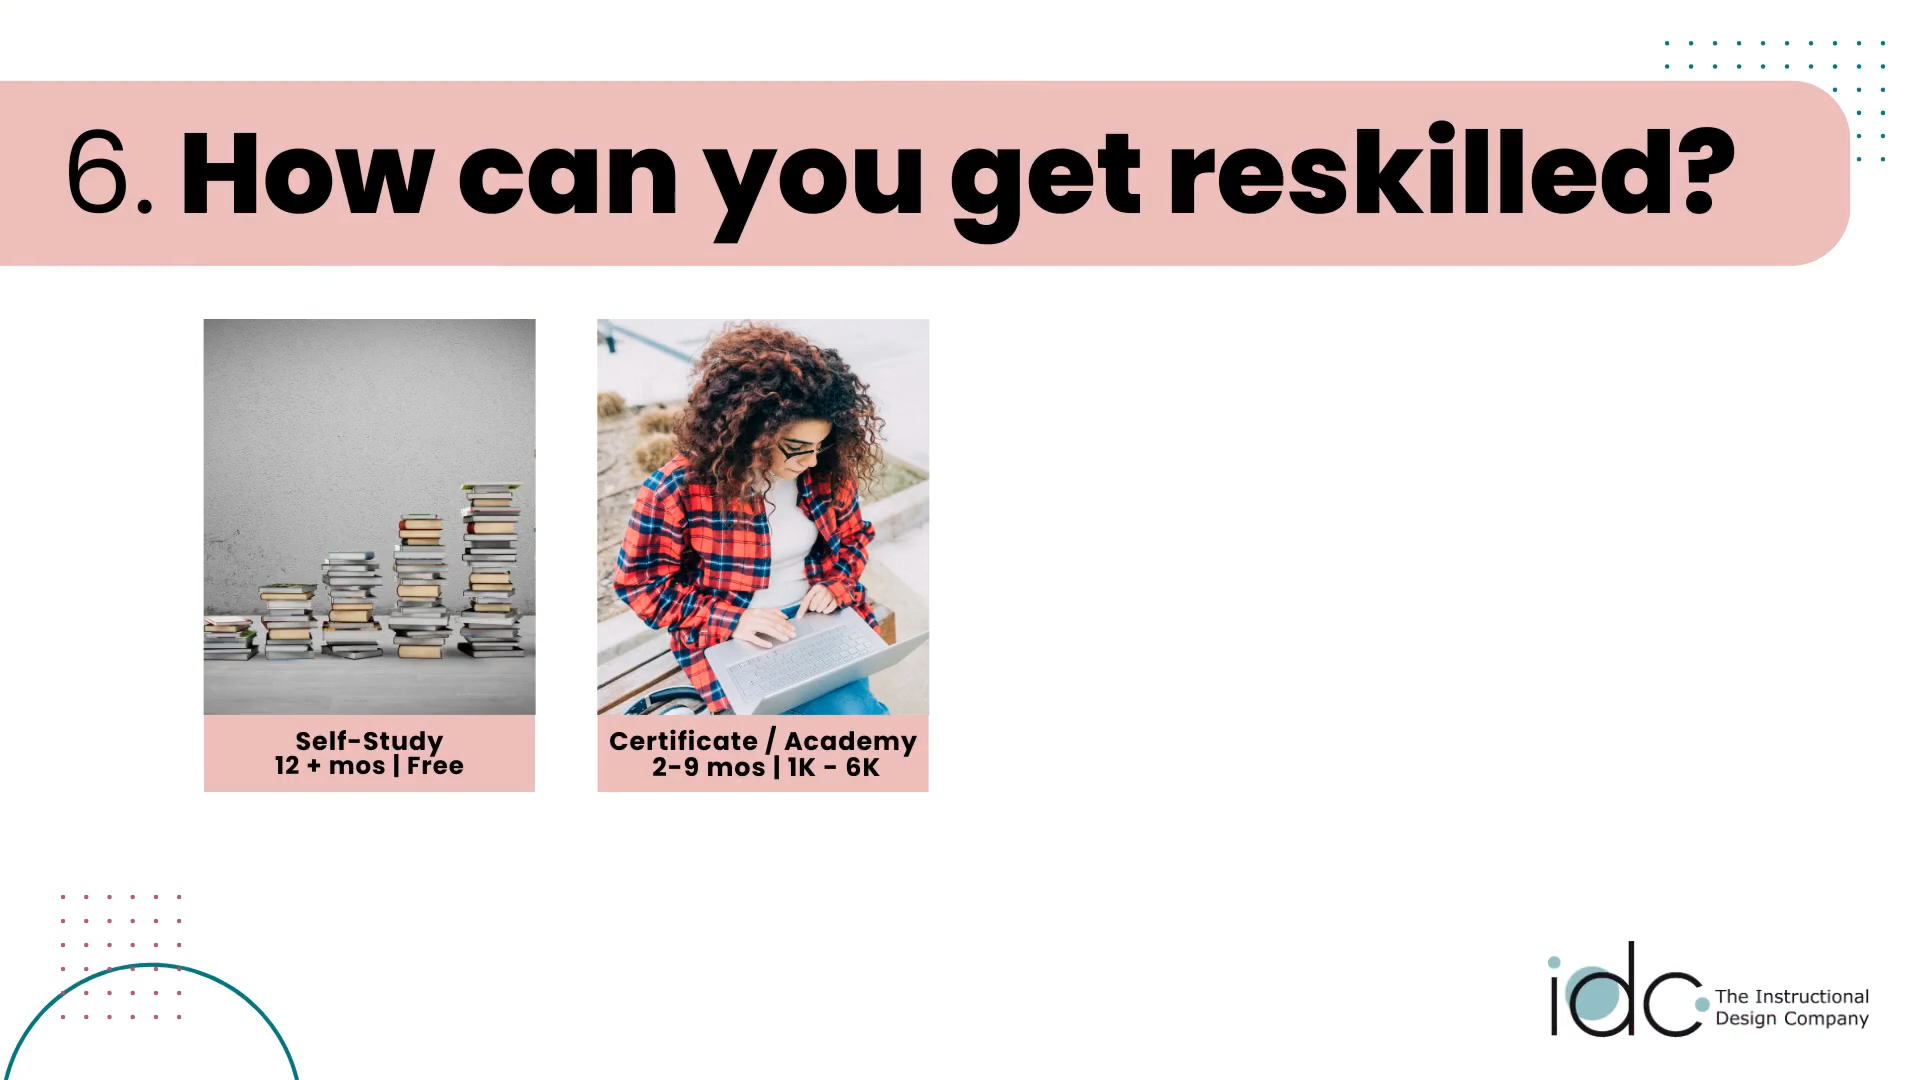 6. How can you get reskilled?
Self-Study
12 + mos | Free
Certificate / Academy
2-9 mos | 1K - 6K
idc
The Instructional
Design Company